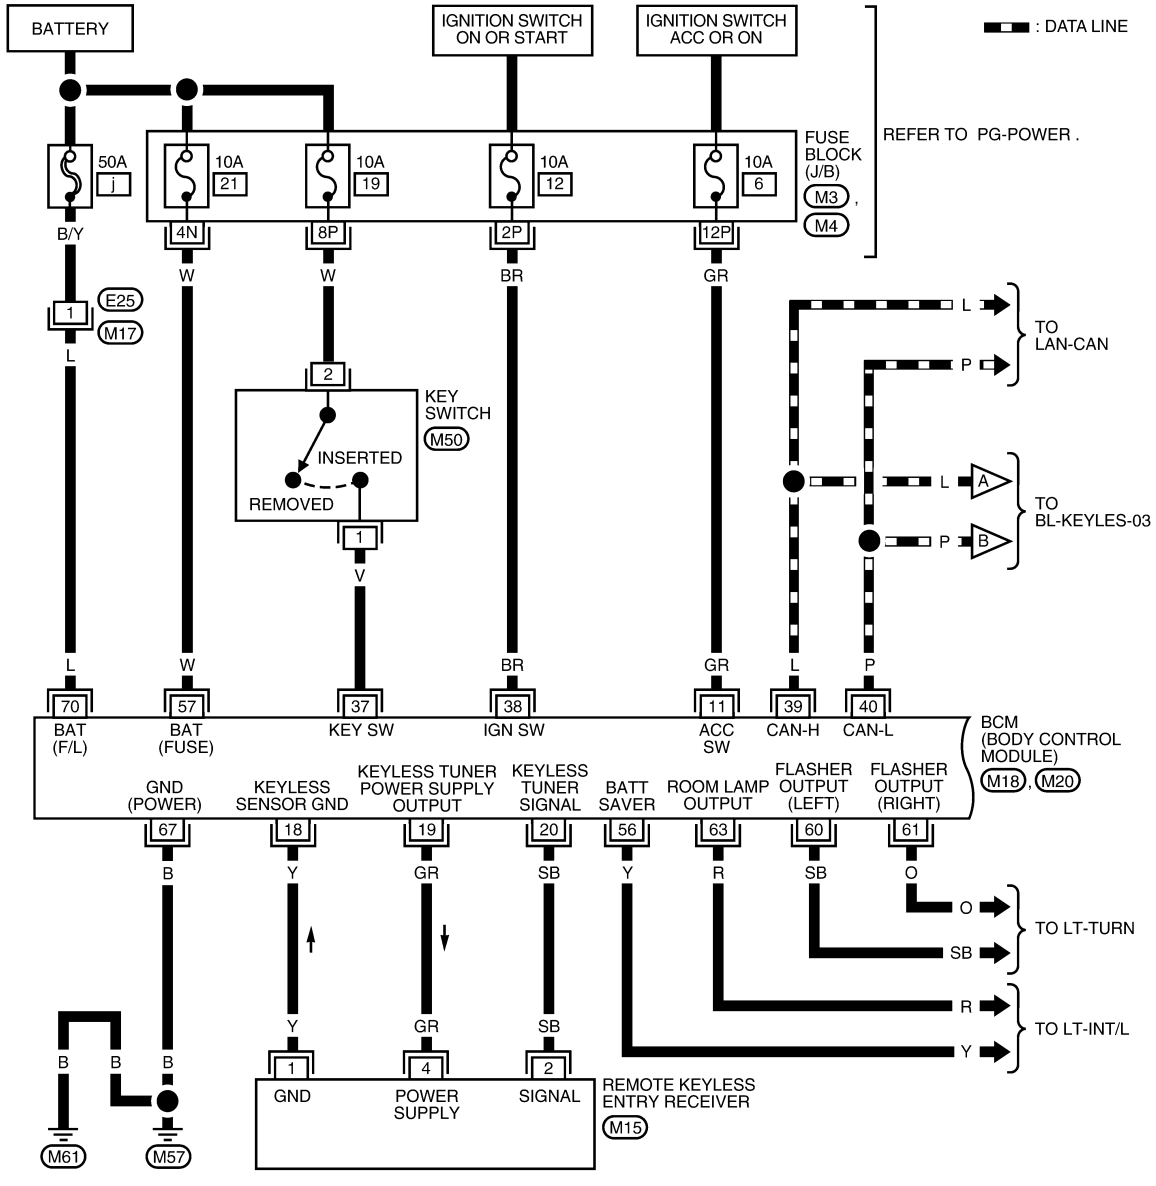 BATTERY
IGNITION SWITCH
ON OR START
IGNITION SWITCH
ACC OR ON
: DATA LINE
REFER TO PG-POWER .
50A
j
10A
21
10A
19
10A
12
10A
6
FUSE
BLOCK
(J/B)
M3 ,
M4
B/Y
4N
8P
2P
12P
W
W
BR
GR
1
E25
M17
L
L
TO
LAN-CAN
P
2
KEY
SWITCH
M50
INSERTED
REMOVED
1
V
L
A
TO
BL-KEYLES-03
P
B
L
W
BR
GR
L
P
70
57
37
38
11
39
40
BAT
(F/L)
BAT
(FUSE)
KEY SW
IGN SW
ACC
SW
CAN-H
CAN-L
BCM
(BODY CONTROL
MODULE)
M18 , M20
GND
(POWER)
KEYLESS
SENSOR GND
KEYLESS TUNER
POWER SUPPLY
OUTPUT
KEYLESS
TUNER
SIGNAL
BATT
SAVER
ROOM LAMP
OUTPUT
FLASHER
OUTPUT
(LEFT)
FLASHER
OUTPUT
(RIGHT)
67
18
19
20
56
63
60
61
B
Y
GR
SB
Y
R
SB
O
O
TO LT-TURN
SB
R
TO LT-INT/L
Y
B
B
B
Y
GR
SB
1
4
2
GND
POWER
SUPPLY
SIGNAL
REMOTE KEYLESS
ENTRY RECEIVER
M15
M61
M57